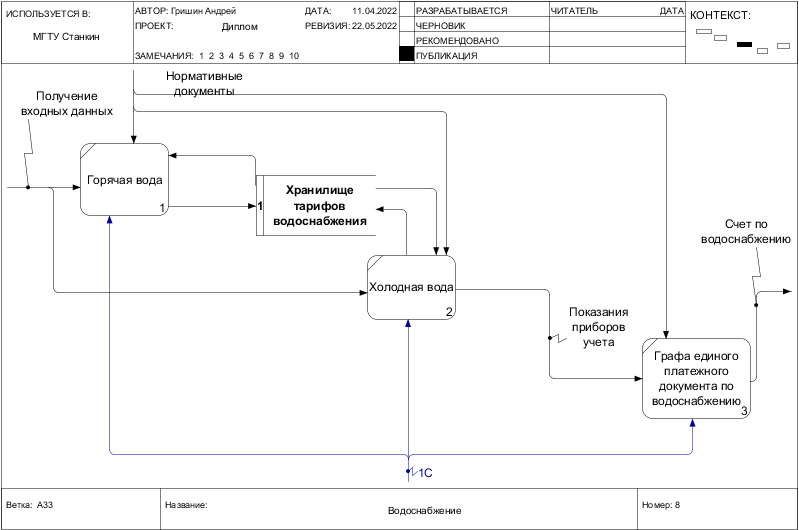 ИСПОЛЬЗУЕТСЯ В:
МГТУ Станкин
АВТОР: Гришин Андрей
ДАТА: 11.04.2022
ПРОЕКТ: Диплом
РЕВИЗИЯ: 22.05.2022
ЗАМЕЧАНИЯ: 1 2 3 4 5 6 7 8 9 10
РАЗРАБАТЫВАЕТСЯ
ЧЕРНОВИК
РЕКОМЕНДОВАНО
ПУБЛИКАЦИЯ
ЧИТАТЕЛЬ
ДАТА
КОНТЕКСТ:
Нормативные
документы
Получение
входных данных
Горячая вода
1
1
Хранилище
тарифов
водоснабжения
Счет по
водоснабжению
Холодная вода
2
Показания
приборов
учета
Графа единого
платежного
документа по
водоснабжению
3
1С
Ветка: А33
Название:
Водоснабжение
Номер: 8